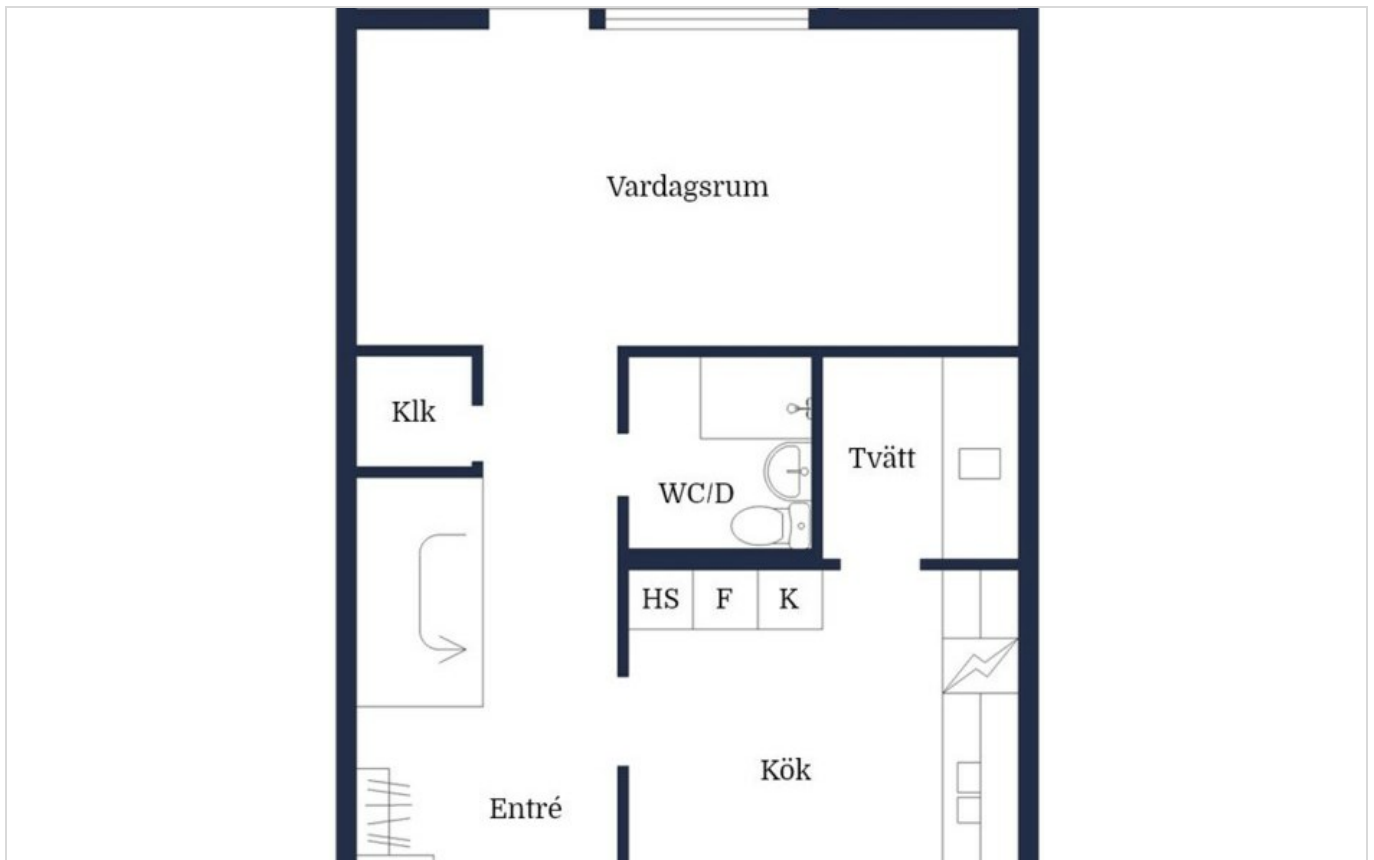 Vardagsrum
Klk
Tvätt
WC/D
HS F K
Kök
Entré